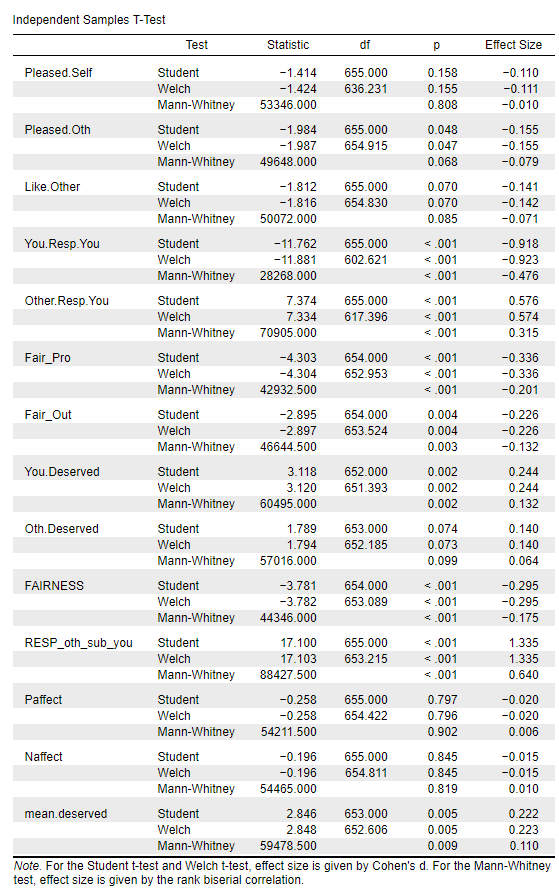 Independent Samples T-Test
Test Statistic df p Effect Size
Pleased.Self Student −1.414 655.000 0.158 −0.110
Welch −1.424 636.231 0.155 −0.111
Mann-Whitney 53346.000 0.808 −0.010
Pleased.Oth Student −1.984 655.000 0.048 −0.155
Welch −1.987 654.915 0.047 −0.155
Mann-Whitney 49648.000 0.068 −0.079
Like.Other Student −1.812 655.000 0.070 −0.141
Welch −1.816 654.830 0.070 −0.142
Mann-Whitney 50072.000 0.085 −0.071
You.Resp.You Student −11.762 655.000 < .001 −0.918
Welch −11.881 602.621 < .001 −0.923
Mann-Whitney 28268.000 < .001 −0.476
Other.Resp.You Student 7.374 655.000 < .001 0.576
Welch 7.334 617.396 < .001 0.574
Mann-Whitney 70905.000 < .001 0.315
Fair_Pro Student −4.303 654.000 < .001 −0.336
Welch −4.304 652.953 < .001 −0.336
Mann-Whitney 42932.500 < .001 −0.201
Fair_Out Student −2.895 654.000 0.004 −0.226
Welch −2.897 653.524 0.004 −0.226
Mann-Whitney 46644.500 0.003 −0.132
You.Deserved Student 3.118 652.000 0.002 0.244
Welch 3.120 651.393 0.002 0.244
Mann-Whitney 60495.000 0.002 0.132
Oth.Deserved Student 1.789 653.000 0.074 0.140
Welch 1.794 652.185 0.073 0.140
Mann-Whitney 57016.000 0.099 0.064
FAIRNESS Student −3.781 654.000 < .001 −0.295
Welch −3.782 653.089 < .001 −0.295
Mann-Whitney 44346.000 < .001 −0.175
RESP_oth_sub_you Student 17.100 655.000 < .001 1.335
Welch 17.103 653.215 < .001 1.335
Mann-Whitney 88427.500 < .001 0.640
Paffect Student −0.258 655.000 0.797 −0.020
Welch −0.258 654.422 0.796 −0.020
Mann-Whitney 54211.500 0.902 0.006
Naffect Student −0.196 655.000 0.845 −0.015
Welch −0.196 654.811 0.845 −0.015
Mann-Whitney 54465.000 0.819 0.010
mean.deserved Student 2.846 653.000 0.005 0.222
Welch 2.848 652.606 0.005 0.223
Mann-Whitney 59478.500 0.009 0.110
Note. For the Student t-test and Welch t-test, effect size is given by Cohen's d. For the Mann-Whitney
test, effect size is given by the rank biserial correlation.